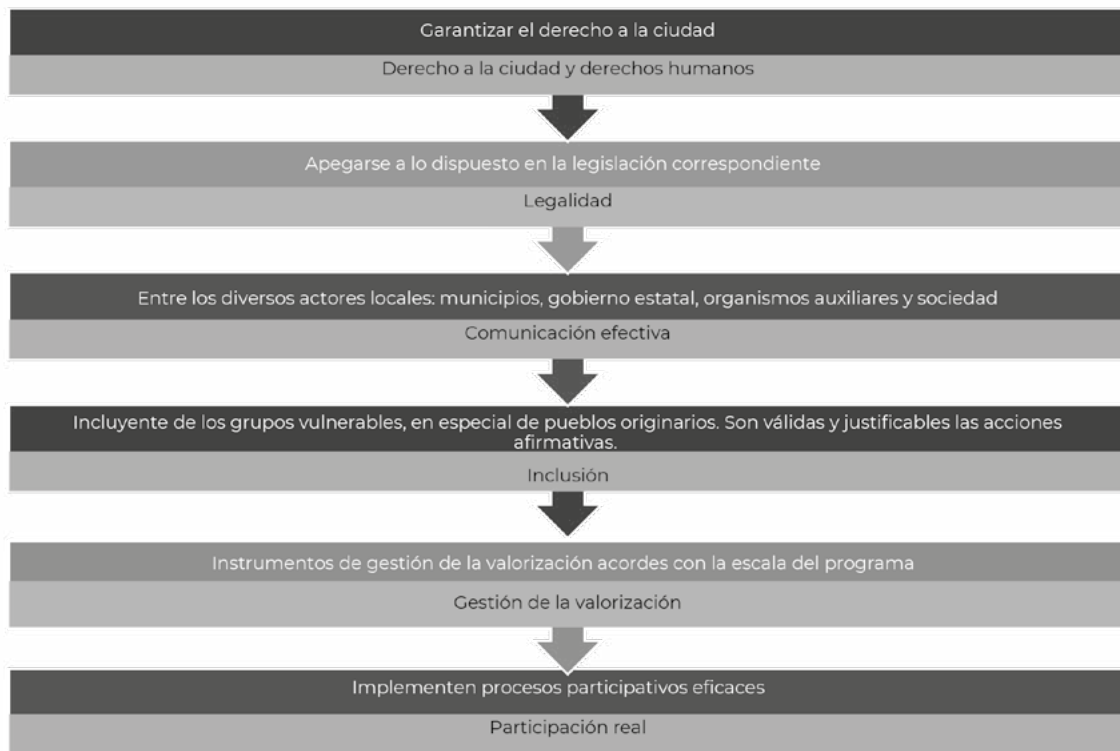 Garantizar el derecho a la ciudad
Derecho a la ciudad y derechos humanos
Apegarse a lo dispuesto en la legislación correspondiente
Legalidad
Entre los diversos actores locales: municipios, gobierno estatal, organismos auxiliares y sociedad
Comunicación efectiva
Incluyente de los grupos vulnerables, en especial de pueblos originarios. Son válidas y justificables las acciones
afirmativas.
Inclusión
Instrumentos de gestión de la valorización acordes con la escala del programa
Gestión de la valorización
Implementen procesos participativos eficaces
Participación real